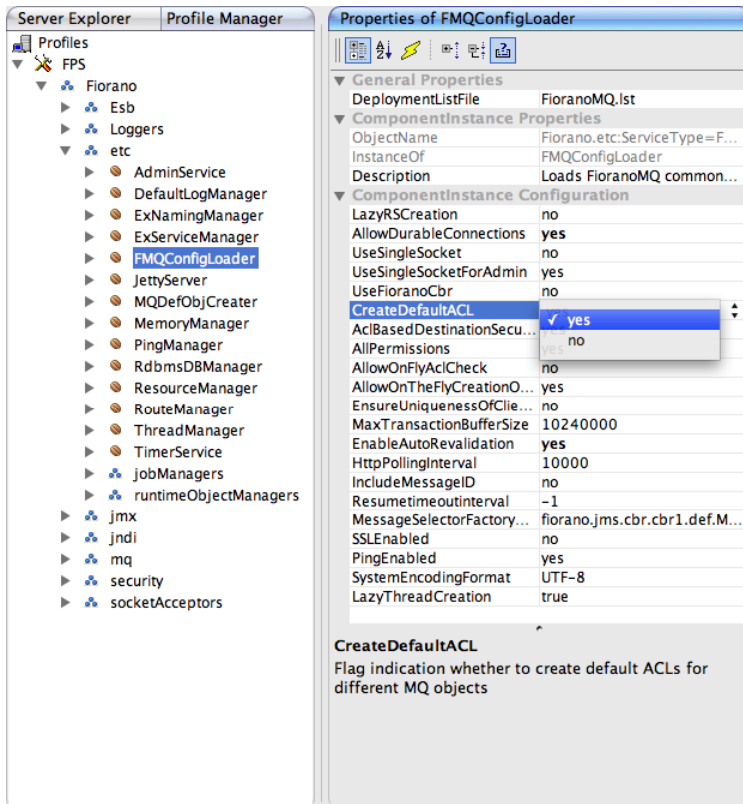 Server Explorer Profile Manager
Profiles
FPS
Fiorano
Esb
Loggers
etc
AdminService
DefaultLogManager
ExNamingManager
ExServiceManager
FMQConfigLoader
JettyServer
MQDefObjCreater
MemoryManager
PingManager
RdbmsDBManager
ResourceManager
RouteManager
ThreadManager
TimerService
jobManagers
runtimeObjectManagers
jmx
jndi
mq
security
socketAcceptors
Properties of FMQConfigLoader
General Properties
DeploymentListFile FioranoMQ.lst
ComponentInstance Properties
ObjectName Fiorano.etc:ServiceType=F...
InstanceOf FMQConfigLoader
Description Loads FioranoMQ common...
ComponentInstance Configuration
LazyRSCreation no
AllowDurableConnections yes
UseSingleSocket no
UseSingleSocketForAdmin yes
UseFioranoCbr no
CreateDefaultACL
✓ yes
no
AclBasedDestinationSecu...
AllPermissions yes
AllowOnFlyAclCheck no
AllowOnTheFlyCreationO... yes
EnsureUniquenessOfClie... no
MaxTransactionBufferSize 10240000
EnableAutoRevalidation yes
HttpPollingInterval 10000
IncludeMessageID no
Resumetimeoutinterval -1
MessageSelectorFactory... fiorano.jms.cbr.cbr1.def.M...
SSLEnabled no
PingEnabled yes
SystemEncodingFormat UTF-8
LazyThreadCreation true
CreateDefaultACL
Flag indication whether to create default ACLs for
different MQ objects